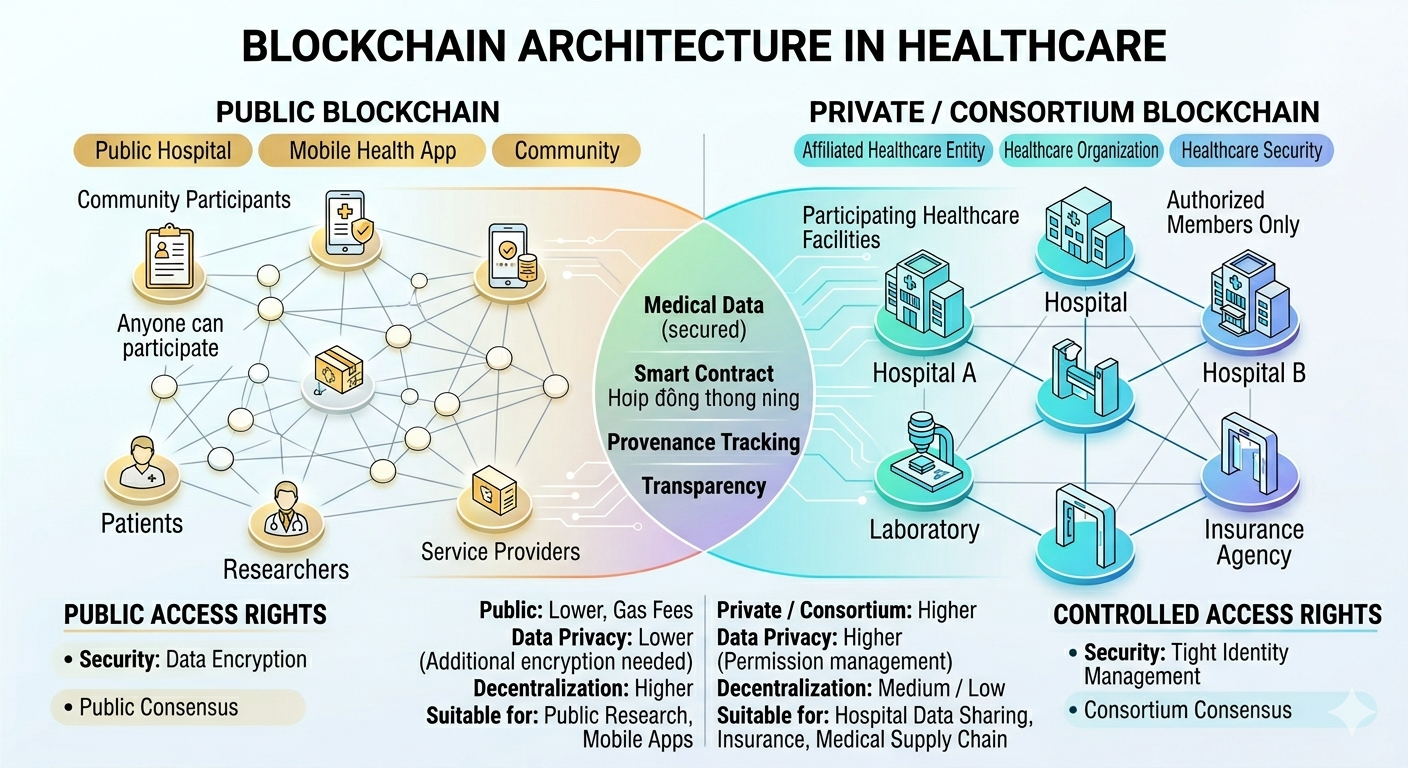 BLOCKCHAIN ARCHITECTURE IN HEALTHCARE
PUBLIC BLOCKCHAIN
Public Hospital
Mobile Health App
Community
Community Participants
Anyone can
participate
Patients
Researchers
Service Providers
Medical Data
(secured)
Smart Contract
Hoip đông thong ning
Provenance Tracking
Transparency
PRIVATE / CONSORTIUM BLOCKCHAIN
Affiliated Healthcare Entity
Healthcare Organization
Healthcare Security
Participating Healthcare
Facilities
Authorized
Members Only
Hospital
Hospital A
Hospital B
Laboratory
Insurance
Agency
PUBLIC ACCESS RIGHTS
• Security: Data Encryption
• Public Consensus
Public: Lower, Gas Fees
Data Privacy: Lower
(Additional encryption needed)
Decentralization: Higher
Suitable for: Public Research,
Mobile Apps
Private / Consortium: Higher
Data Privacy: Higher
(Permission management)
Decentralization: Medium / Low
Suitable for: Hospital Data Sharing,
Insurance, Medical Supply Chain
CONTROLLED ACCESS RIGHTS
• Security: Tight Identity
Management
• Consortium Consensus